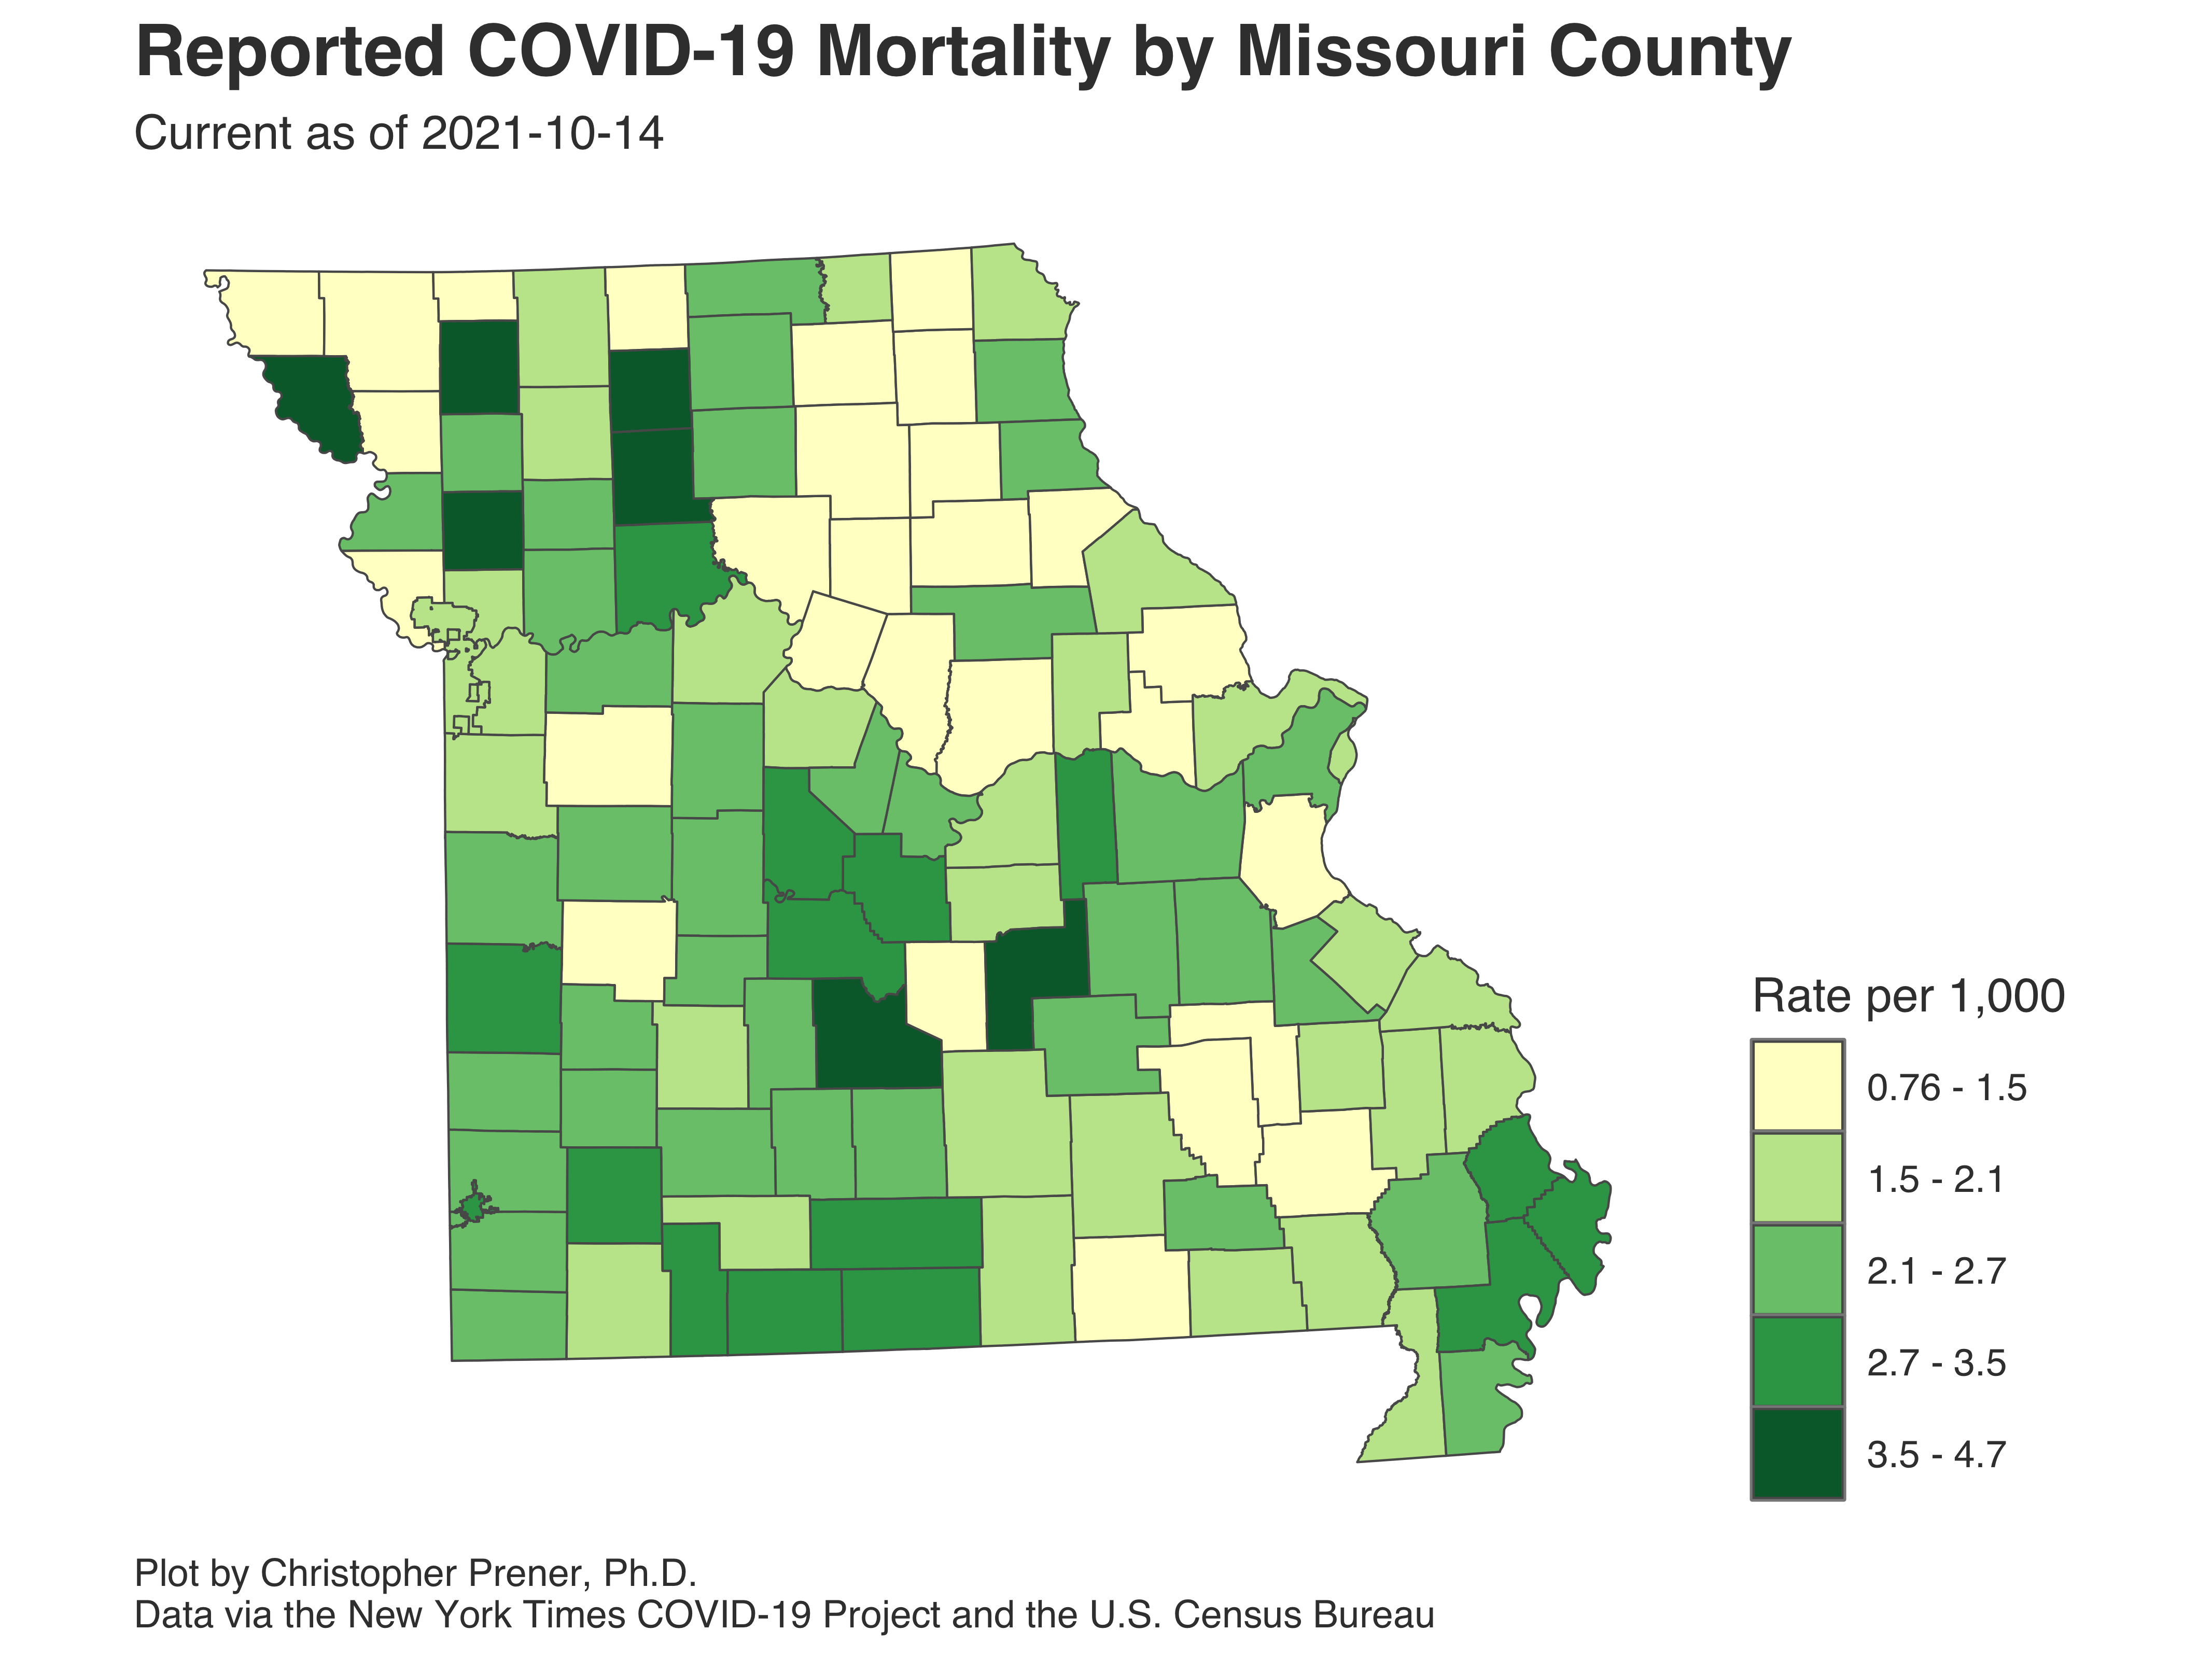 Reported COVID-19 Mortality by Missouri County
Current as of 2021-10-14
Rate per 1,000
0.76 - 1.5
1.5 - 2.1
2.1 - 2.7
2.7 - 3.5
3.5 - 4.7
Plot by Christopher Prener, Ph.D.
Data via the New York Times COVID-19 Project and the U.S. Census Bureau